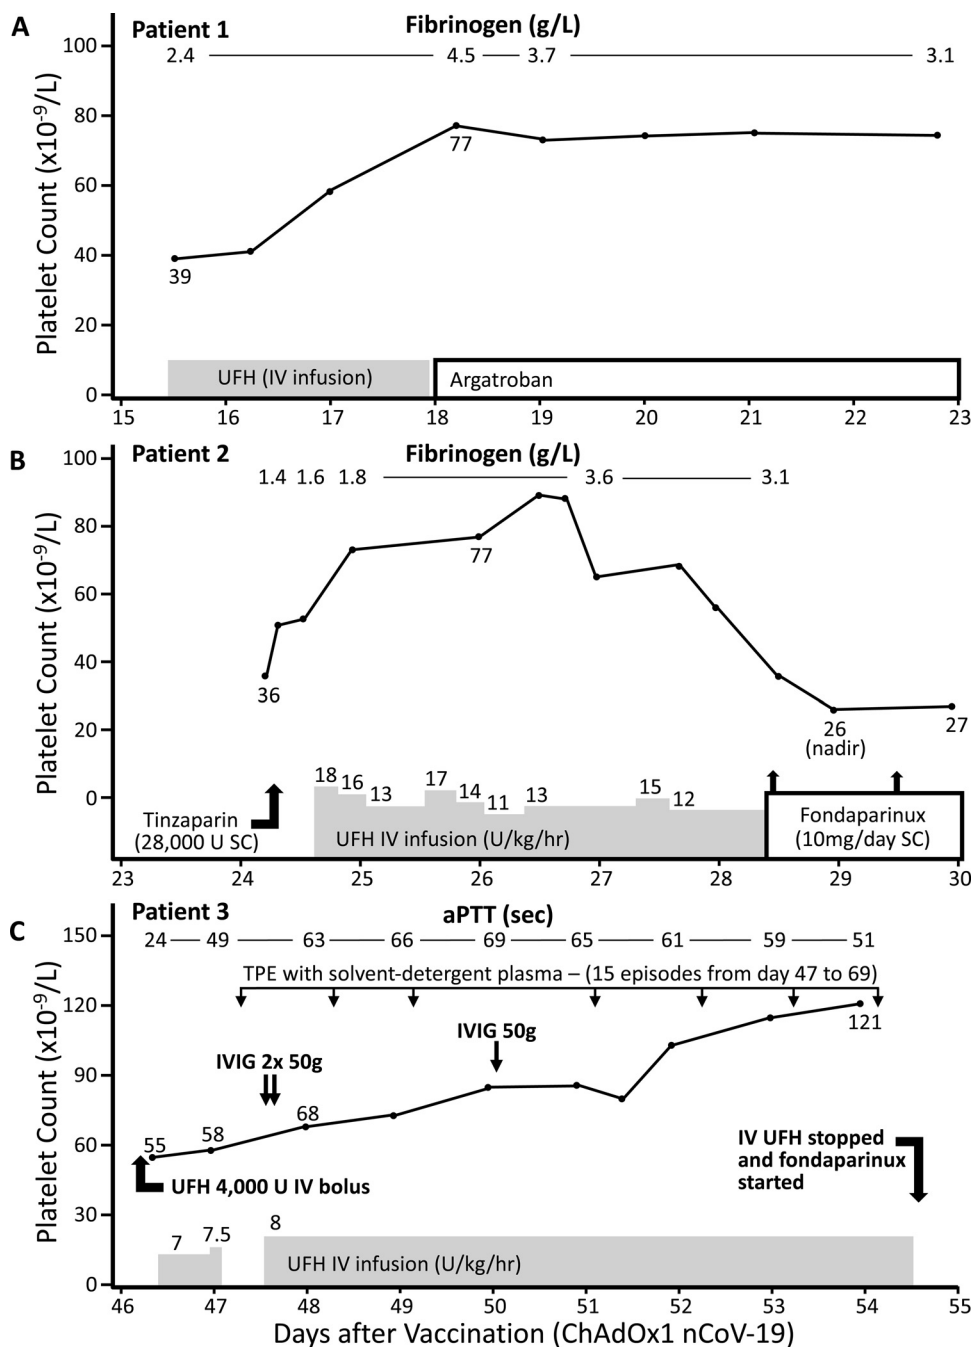 A
Patient 1
Fibrinogen (g/L)
2.4 4.5 3.7 3.1
Platelet Count (x10-9/L)
100
80
60
40
20
0
77
39
UFH (IV infusion)
Argatroban
15 16 17 18 19 20 21 22 23
B
Patient 2
Fibrinogen (g/L)
1.4 1.6 1.8 3.6 3.1
Platelet Count (x10-9/L)
100
80
60
40
20
0
77
36
26
(nadir)
27
18 16 13 17 14 11 13 15 12
Tinzaparin
(28,000 U SC)
UFH IV infusion (U/kg/hr)
Fondaparinux
(10mg/day SC)
23 24 25 26 27 28 29 30
C
Patient 3
aPTT (sec)
24 49 63 66 69 65 61 59 51
TPE with solvent-detergent plasma – (15 episodes from day 47 to 69)
Platelet Count (x10-9/L)
150
120
90
60
30
0
IVIG 50g
121
IVIG 2x 50g
68
58
55
UFH 4,000 U IV bolus
IV UFH stopped
and fondaparinux
started
7 7.5 8
UFH IV infusion (U/kg/hr)
46 47 48 49 50 51 52 53 54 55
Days after Vaccination (ChAdOx1 nCoV-19)